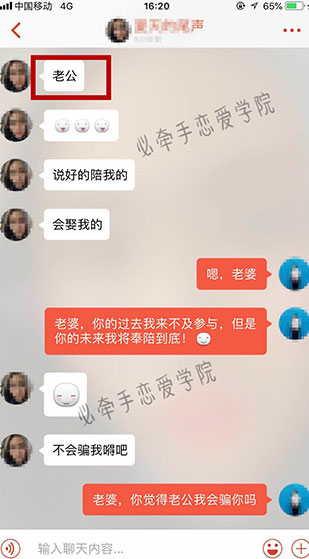 中国移动 4G 16:20 65%
尾声
老公
必牵手恋爱学院
说好的陪我的
会娶我的
嗯，老婆
老婆，你的过去我来不及参与，但是
你的未来我将奉陪到底！
必牵手恋爱学院
不会骗我嘚吧
老婆，你觉得老公我会骗你吗
输入聊天内容...